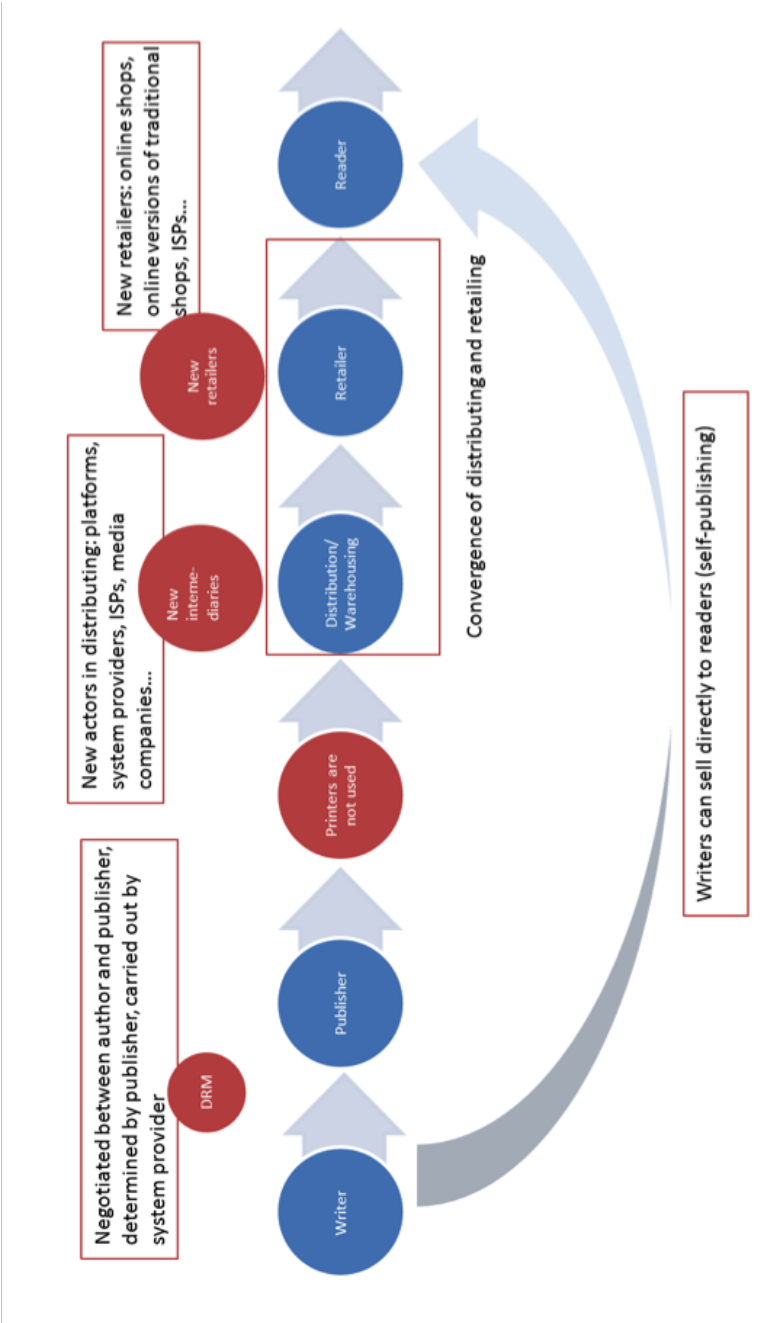 Negotiated between author and publisher,
determined by publisher, carried out by
system provider
DRM
New actors in distributing: platforms,
system providers, ISPs, media
companies...
New
inteme-
diaries
New retailers: online shops,
online versions of traditional
shops, ISPs...
New
retailers
Writer
Publisher
Printers are
not used
Distribution/
Warehousing
Retailer
Reader
Convergence of distributing and retailing
Writers can sell directly to readers (self-publishing)